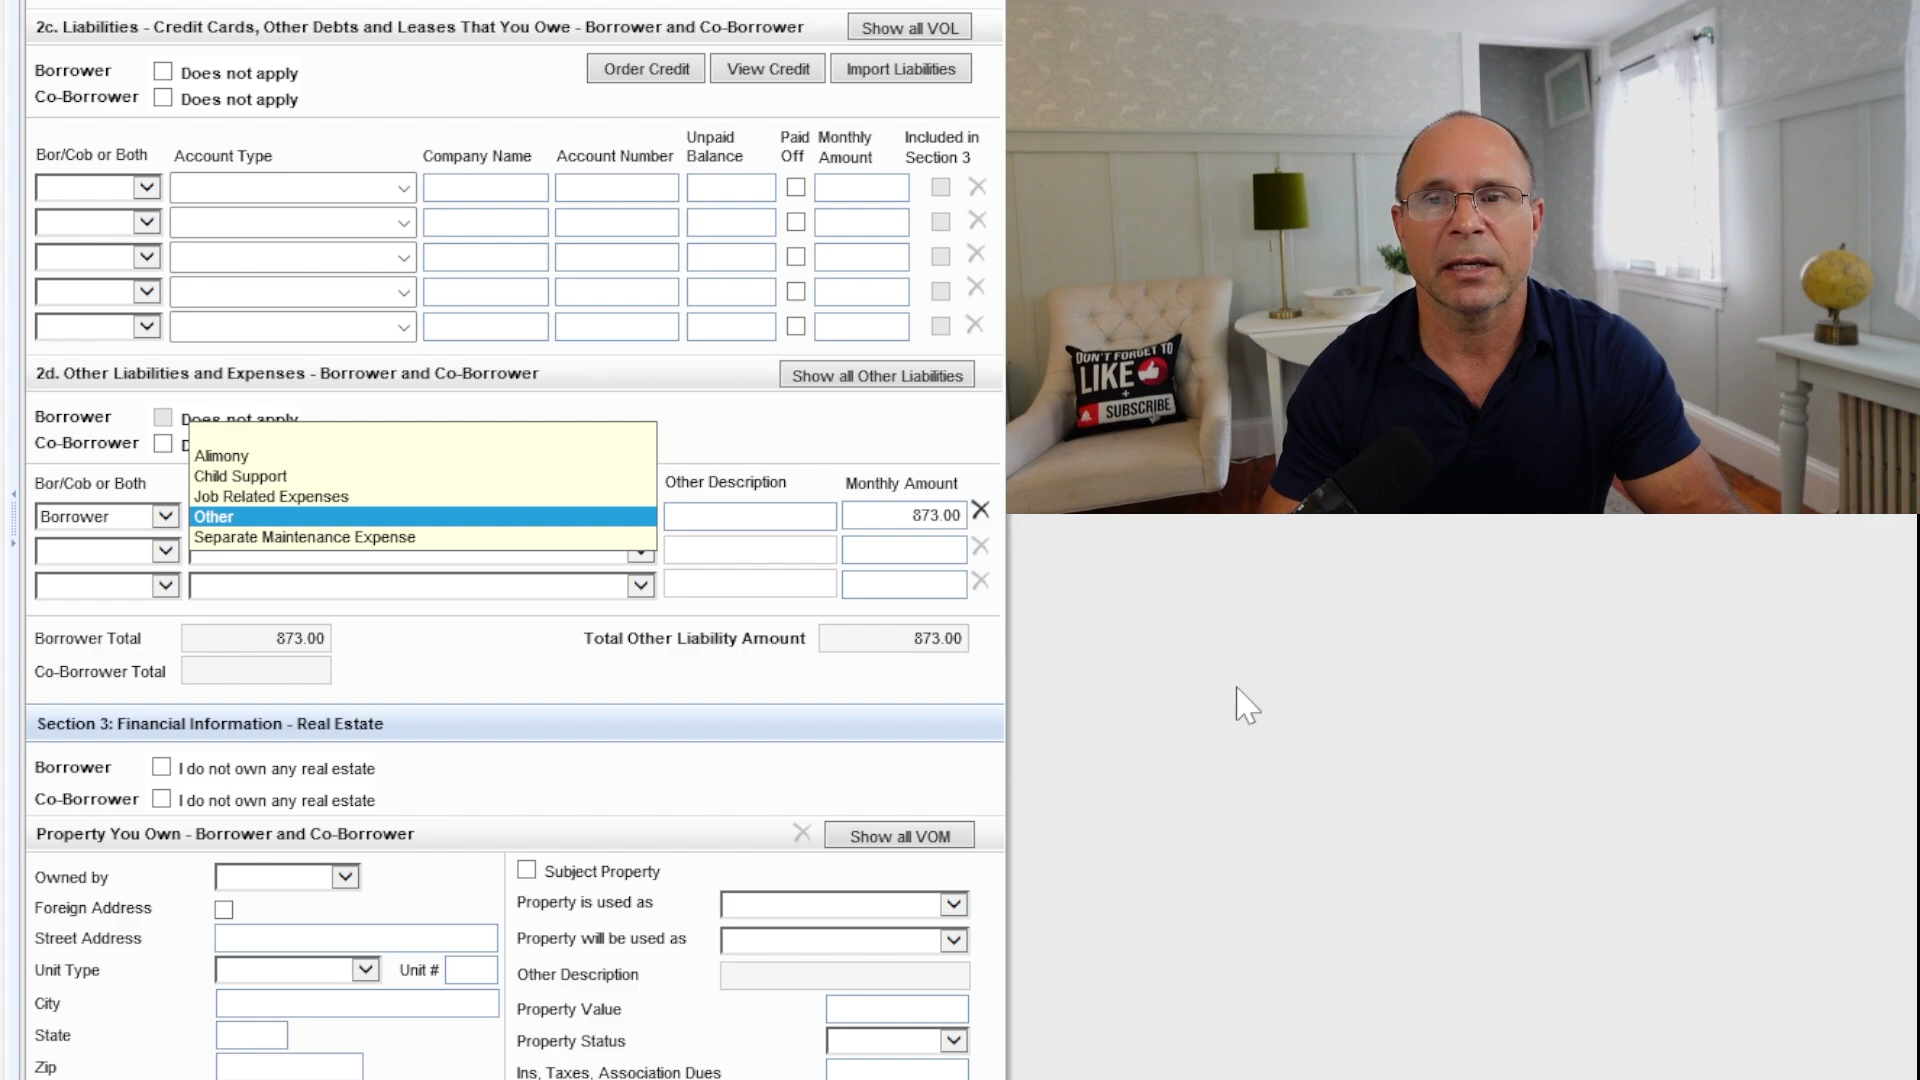 2c. Liabilities - Credit Cards, Other Debts and Leases That You Owe - Borrower and Co-Borrower
Show all VOL
Borrower
Does not apply
Order Credit
View Credit
Import Liabilities
Co-Borrower
Does not apply
Bor/Cob or Both
Account Type
Company Name
Account Number
Unpaid
Balance
Paid
Off
Monthly
Amount
Included in
Section 3
DON'T FORGET TO
LIKE
+
SUBSCRIBE
2d. Other Liabilities and Expenses - Borrower and Co-Borrower
Show all Other Liabilities
Borrower
Does not apply
Co-Borrower
Alimony
Child Support
Job Related Expenses
Other
Separate Maintenance Expense
Bor/Cob or Both
Other Description
Monthly Amount
Borrower
873.00
Borrower Total
873.00
Total Other Liability Amount
873.00
Co-Borrower Total
Section 3: Financial Information - Real Estate
Borrower
I do not own any real estate
Co-Borrower
I do not own any real estate
Property You Own - Borrower and Co-Borrower
Show all VOM
Owned by
Foreign Address
Street Address
Unit Type
Unit #
City
State
Zip
Subject Property
Property is used as
Property will be used as
Other Description
Property Value
Property Status
Ins, Taxes, Association Dues